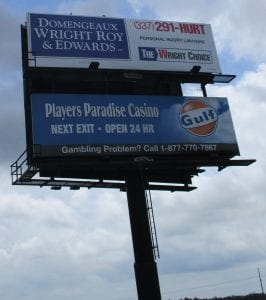 DOMENGEAUX
WRIGHT ROY
& EDWARDS LLC
(337) 291-HURT
PERSONAL INJURY LAWYERS
THE WRIGHT CHOICE
Players Paradise Casino
NEXT EXIT • OPEN 24 HR
Gulf
Gambling Problem? Call 1-877-770-7867